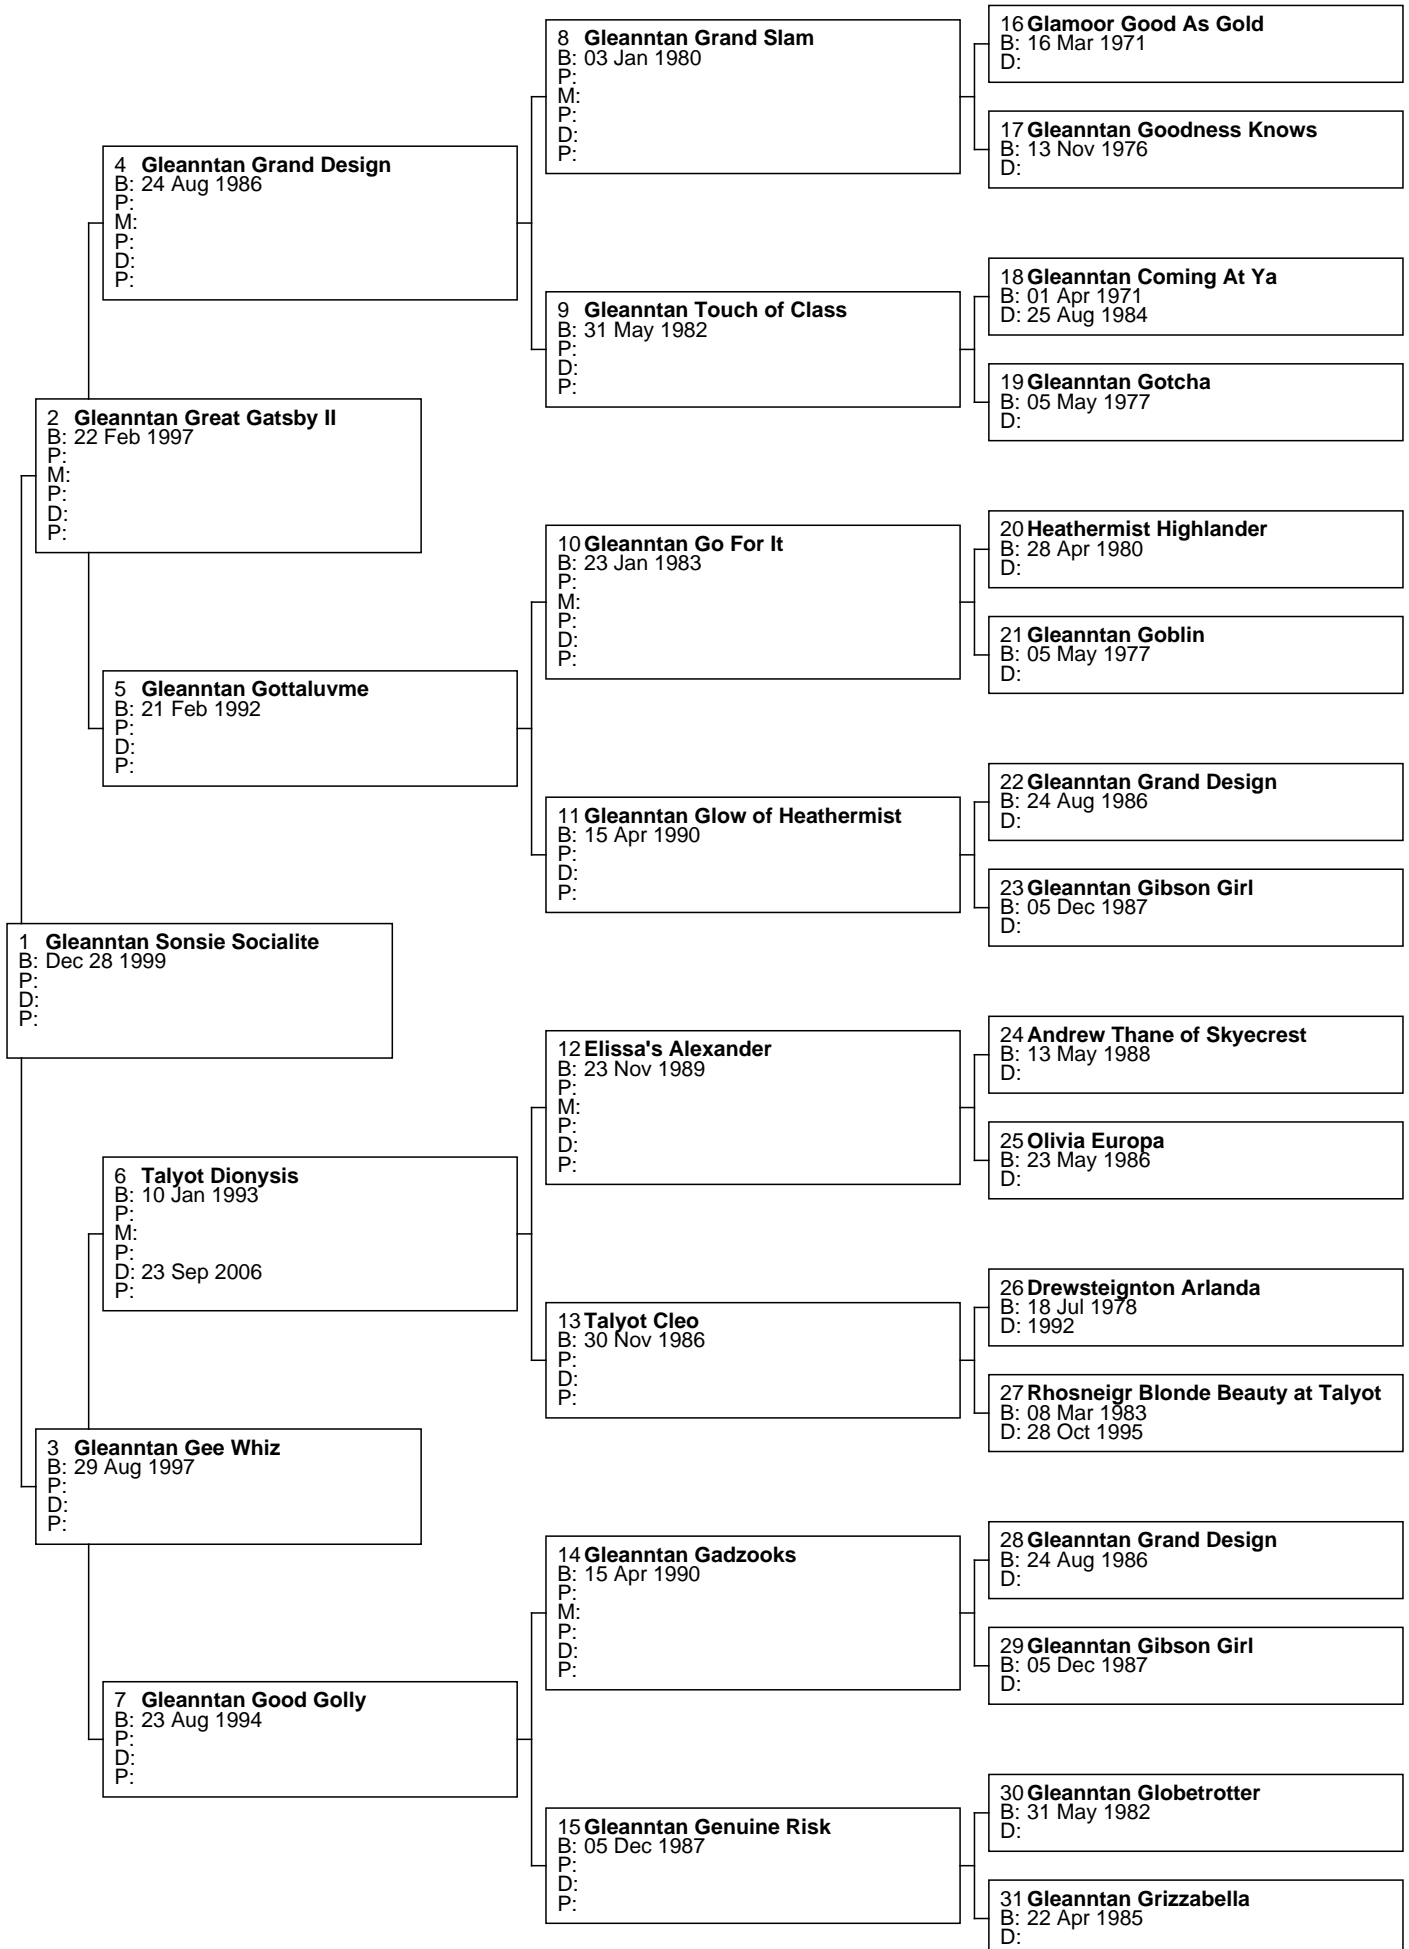 8 Gleanntan Grand Slam
B: 03 Jan 1980
P:
M:
P:
D:
P:
16 Glamoor Good As Gold
B: 16 Mar 1971
D:
17 Gleanntan Goodness Knows
B: 13 Nov 1976
D:
4 Gleanntan Grand Design
B: 24 Aug 1986
P:
M:
P:
D:
P:
9 Gleanntan Touch of Class
B: 31 May 1982
P:
D:
P:
18 Gleanntan Coming At Ya
B: 01 Apr 1971
D: 25 Aug 1984
19 Gleanntan Gotcha
B: 05 May 1977
D:
2 Gleanntan Great Gatsby II
B: 22 Feb 1997
P:
M:
P:
D:
P:
10 Gleanntan Go For It
B: 23 Jan 1983
P:
M:
P:
D:
P:
20 Heathermist Highlander
B: 28 Apr 1980
D:
21 Gleanntan Goblin
B: 05 May 1977
D:
5 Gleanntan Gottaluvme
B: 21 Feb 1992
P:
D:
P:
11 Gleanntan Glow of Heathermist
B: 15 Apr 1990
P:
D:
P:
22 Gleanntan Grand Design
B: 24 Aug 1986
D:
23 Gleanntan Gibson Girl
B: 05 Dec 1987
D:
1 Gleanntan Sonsie Socialite
B: Dec 28 1999
P:
D:
P:
12 Elissa's Alexander
B: 23 Nov 1989
P:
M:
P:
D:
P:
24 Andrew Thane of Skyecrest
B: 13 May 1988
D:
25 Olivia Europa
B: 23 May 1986
D:
6 Talyot Dionysis
B: 10 Jan 1993
P:
M:
P:
D: 23 Sep 2006
P:
13 Talyot Cleo
B: 30 Nov 1986
P:
D:
P:
26 Drewsteignton Arlanda
B: 18 Jul 1978
D: 1992
27 Rhosneigr Blonde Beauty at Talyot
B: 08 Mar 1983
D: 28 Oct 1995
3 Gleanntan Gee Whiz
B: 29 Aug 1997
P:
D:
P:
14 Gleanntan Gadzooks
B: 15 Apr 1990
P:
M:
P:
D:
P:
28 Gleanntan Grand Design
B: 24 Aug 1986
D:
29 Gleanntan Gibson Girl
B: 05 Dec 1987
D:
7 Gleanntan Good Golly
B: 23 Aug 1994
P:
D:
P:
15 Gleanntan Genuine Risk
B: 05 Dec 1987
P:
D:
P:
30 Gleanntan Globetrotter
B: 31 May 1982
D:
31 Gleanntan Grizzabella
B: 22 Apr 1985
D: